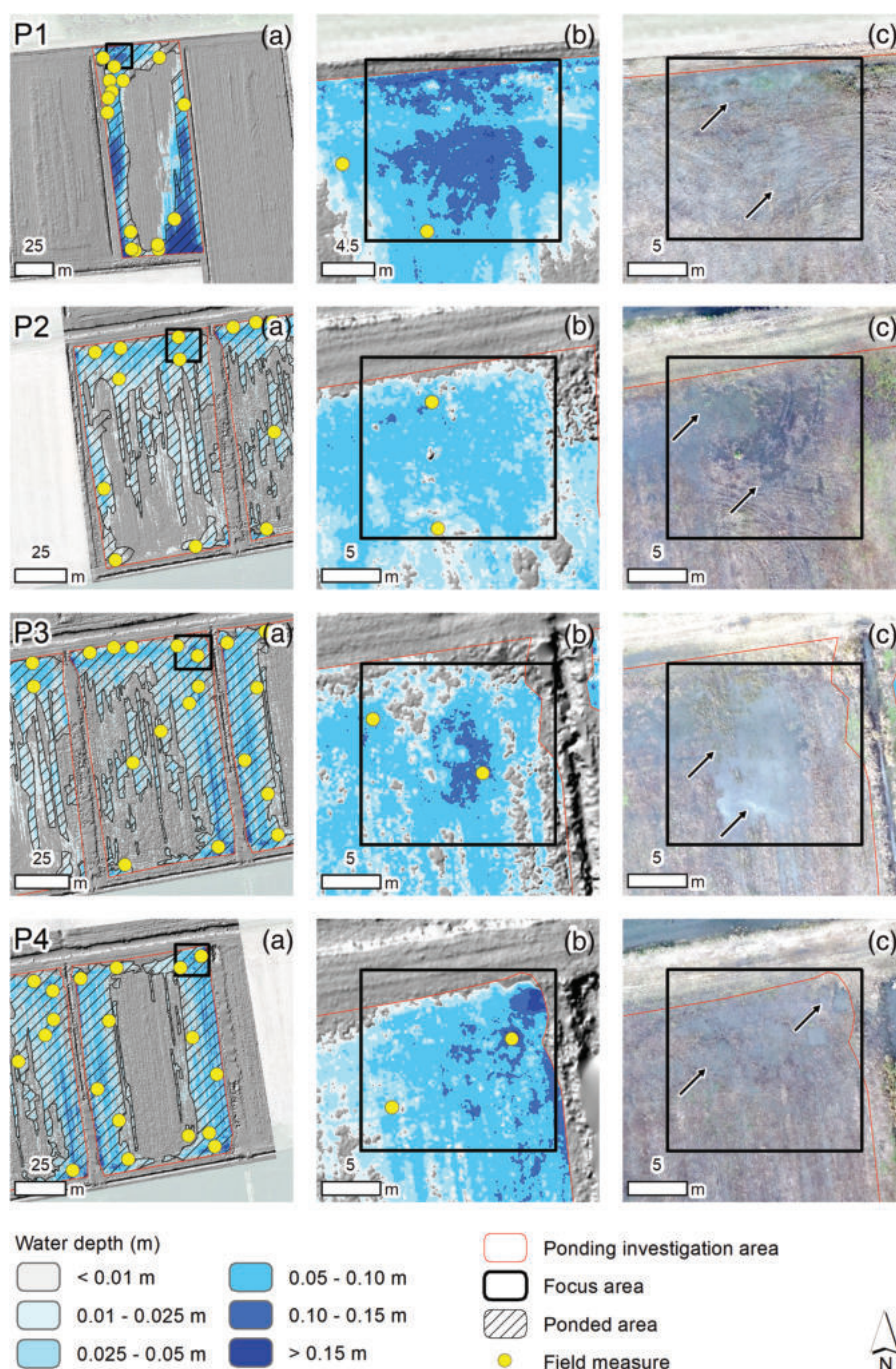 P1 (a) (b) (c)
25 m 4.5 m 5 m
P2 (a) (b) (c)
25 m 5 m 5 m
P3 (a) (b) (c)
25 m 5 m 5 m
P4 (a) (b) (c)
25 m 5 m 5 m
Water depth (m)
< 0.01 m
0.01 - 0.025 m
0.025 - 0.05 m
0.05 - 0.10 m
0.10 - 0.15 m
> 0.15 m
Ponding investigation area
Focus area
Ponded area
Field measure